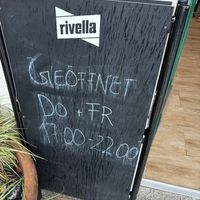 rivella
GEÖFFNET
DO + FR
17:00-22:00